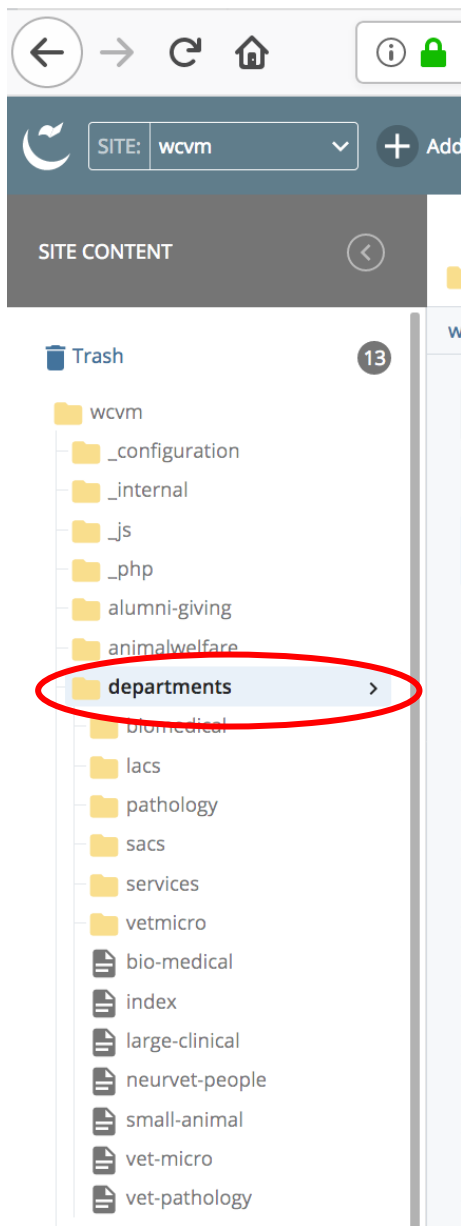 SITE: wcvm
Add
SITE CONTENT
Trash
13
wcvm
_configuration
_internal
_js
_php
alumni-giving
animalwelfare
departments
biomedical
lacs
pathology
sacs
services
vetmicro
bio-medical
index
large-clinical
neurvet-people
small-animal
vet-micro
vet-pathology